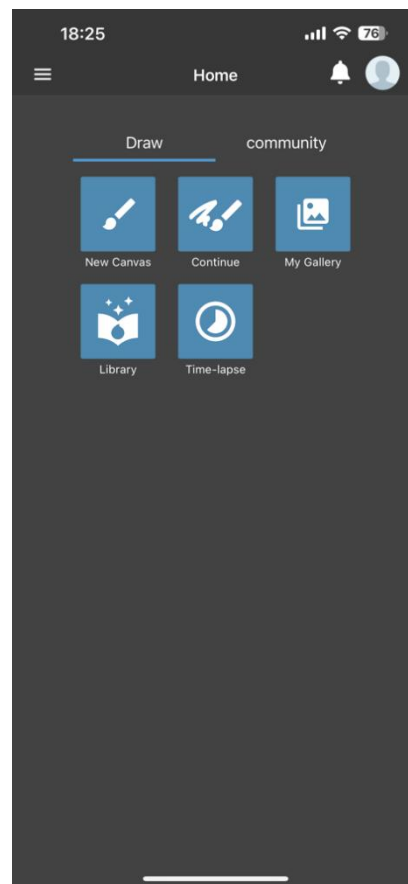 18:25
76
Home
Draw community
New Canvas Continue My Gallery
Library Time-lapse